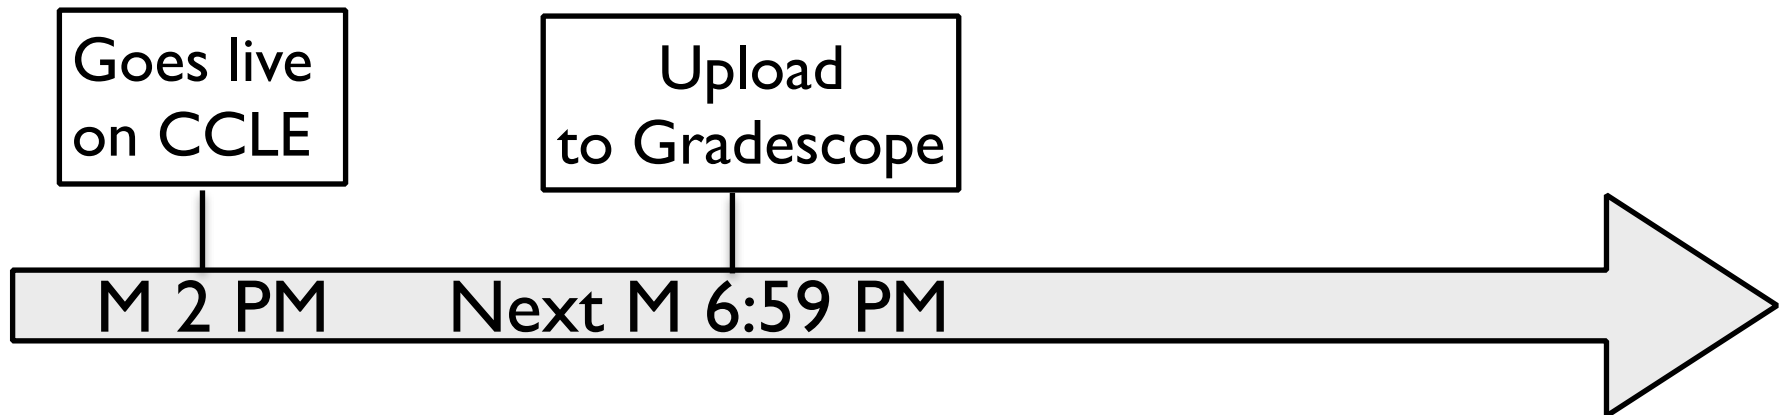 Goes live
on CCLE
Upload
to Gradescope
M 2 PM
Next M 6:59 PM